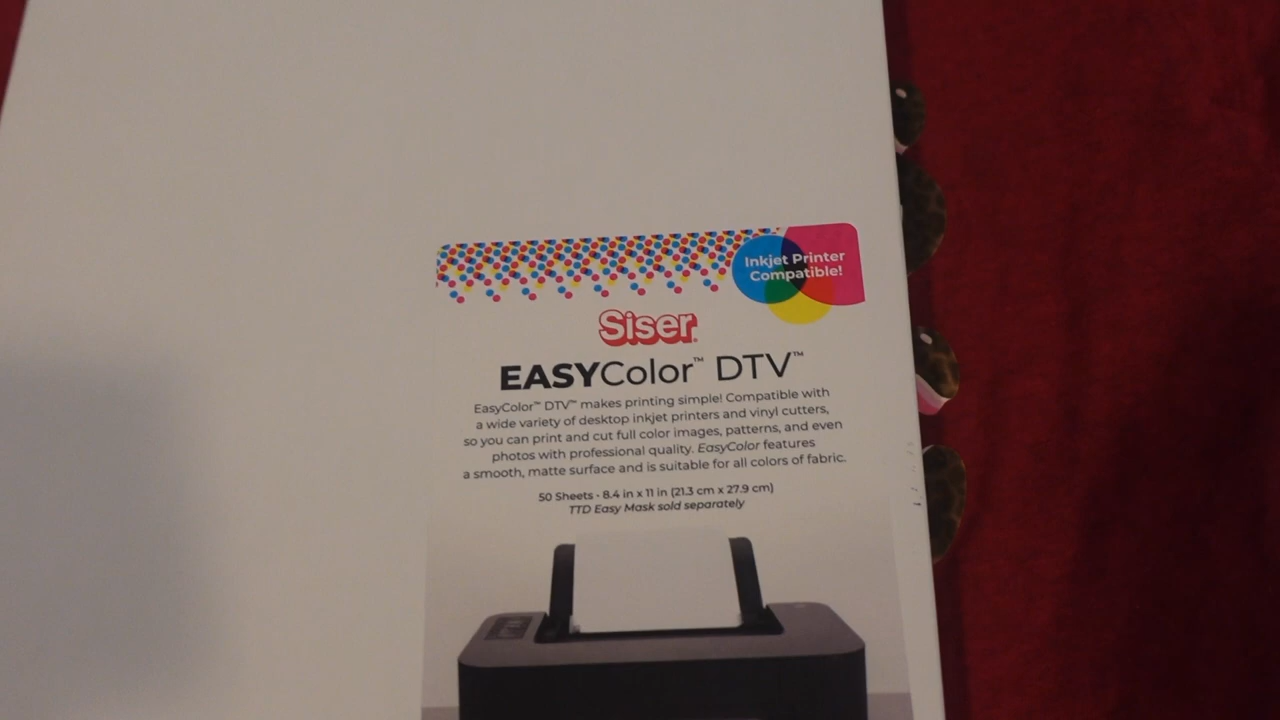 Inkjet Printer
Compatible!
Siser
EASYColor™ DTV™
EasyColor™ DTV™ makes printing simple! Compatible with
a wide variety of desktop inkjet printers and vinyl cutters,
so you can print and cut full color images, patterns, and even
photos with professional quality. EasyColor features
a smooth, matte surface and is suitable for all colors of fabric.
50 Sheets - 8.4 in x 11 in (21.3 cm x 27.9 cm)
TTD Easy Mask sold separately